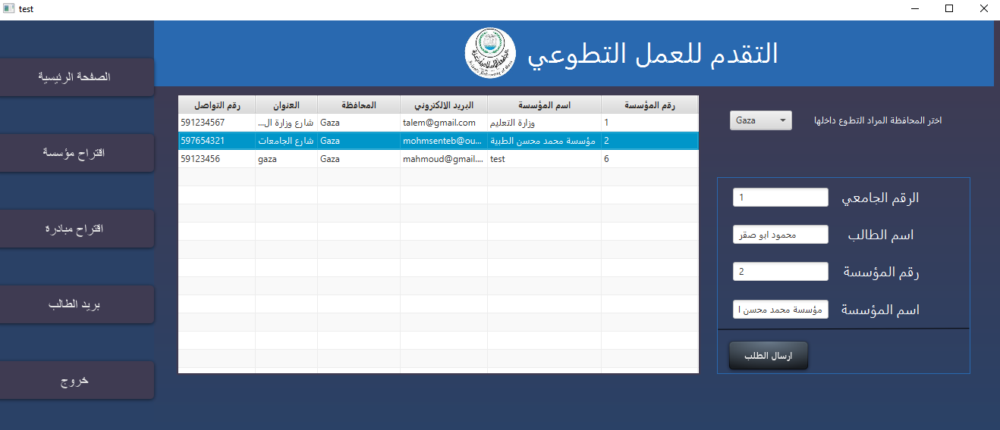 test
التقدم للعمل التطوعي
الصفحة الرئيسية
اقتراح مؤسسة
اقتراح مبادرة
بريد الطالب
خروج
رقم المؤسسة اسم المؤسسة البريد الالكتروني المحافظة العنوان رقم التواصل
1 وزارة التعليم talem@gmail.com Gaza شارع وزارة ال... 591234567
2 مؤسسة محمد محسن الطبية mohmsenteb@ou... Gaza شارع الجامعات 597654321
6 test mahmoud@gmail.... Gaza gaza 59123456
اختر المحافظة المراد التطوع داخلها Gaza
الرقم الجامعي 1
اسم الطالب محمود ابو صقر
رقم المؤسسة 2
اسم المؤسسة مؤسسة محمد محسن ا
ارسال الطلب